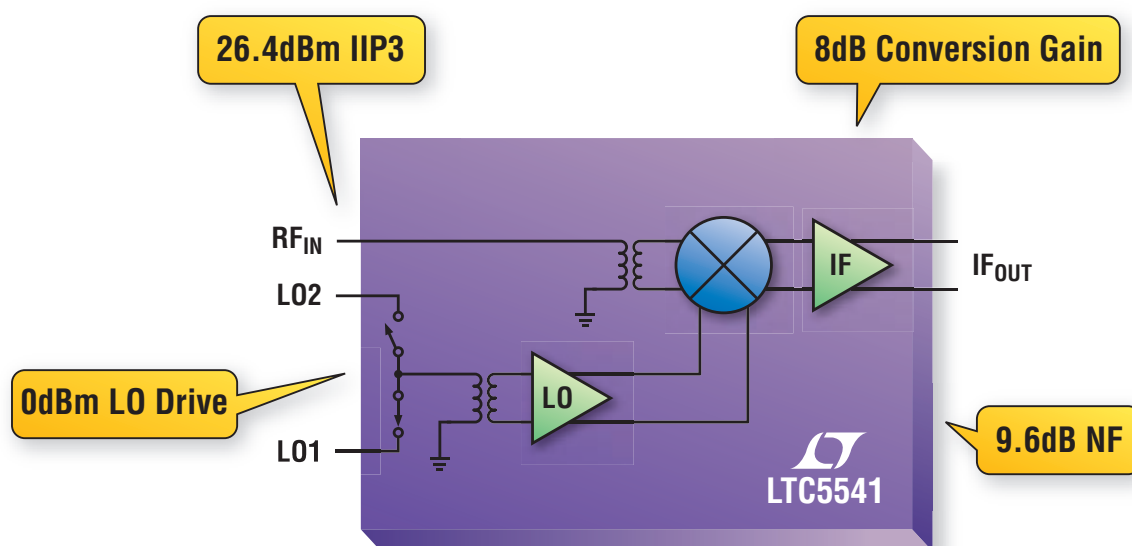 26.4dBm IIP3
8dB Conversion Gain
RFIN
LO2
IF
IFOUT
0dBm LO Drive
LO
LO1
9.6dB NF
LTC5541